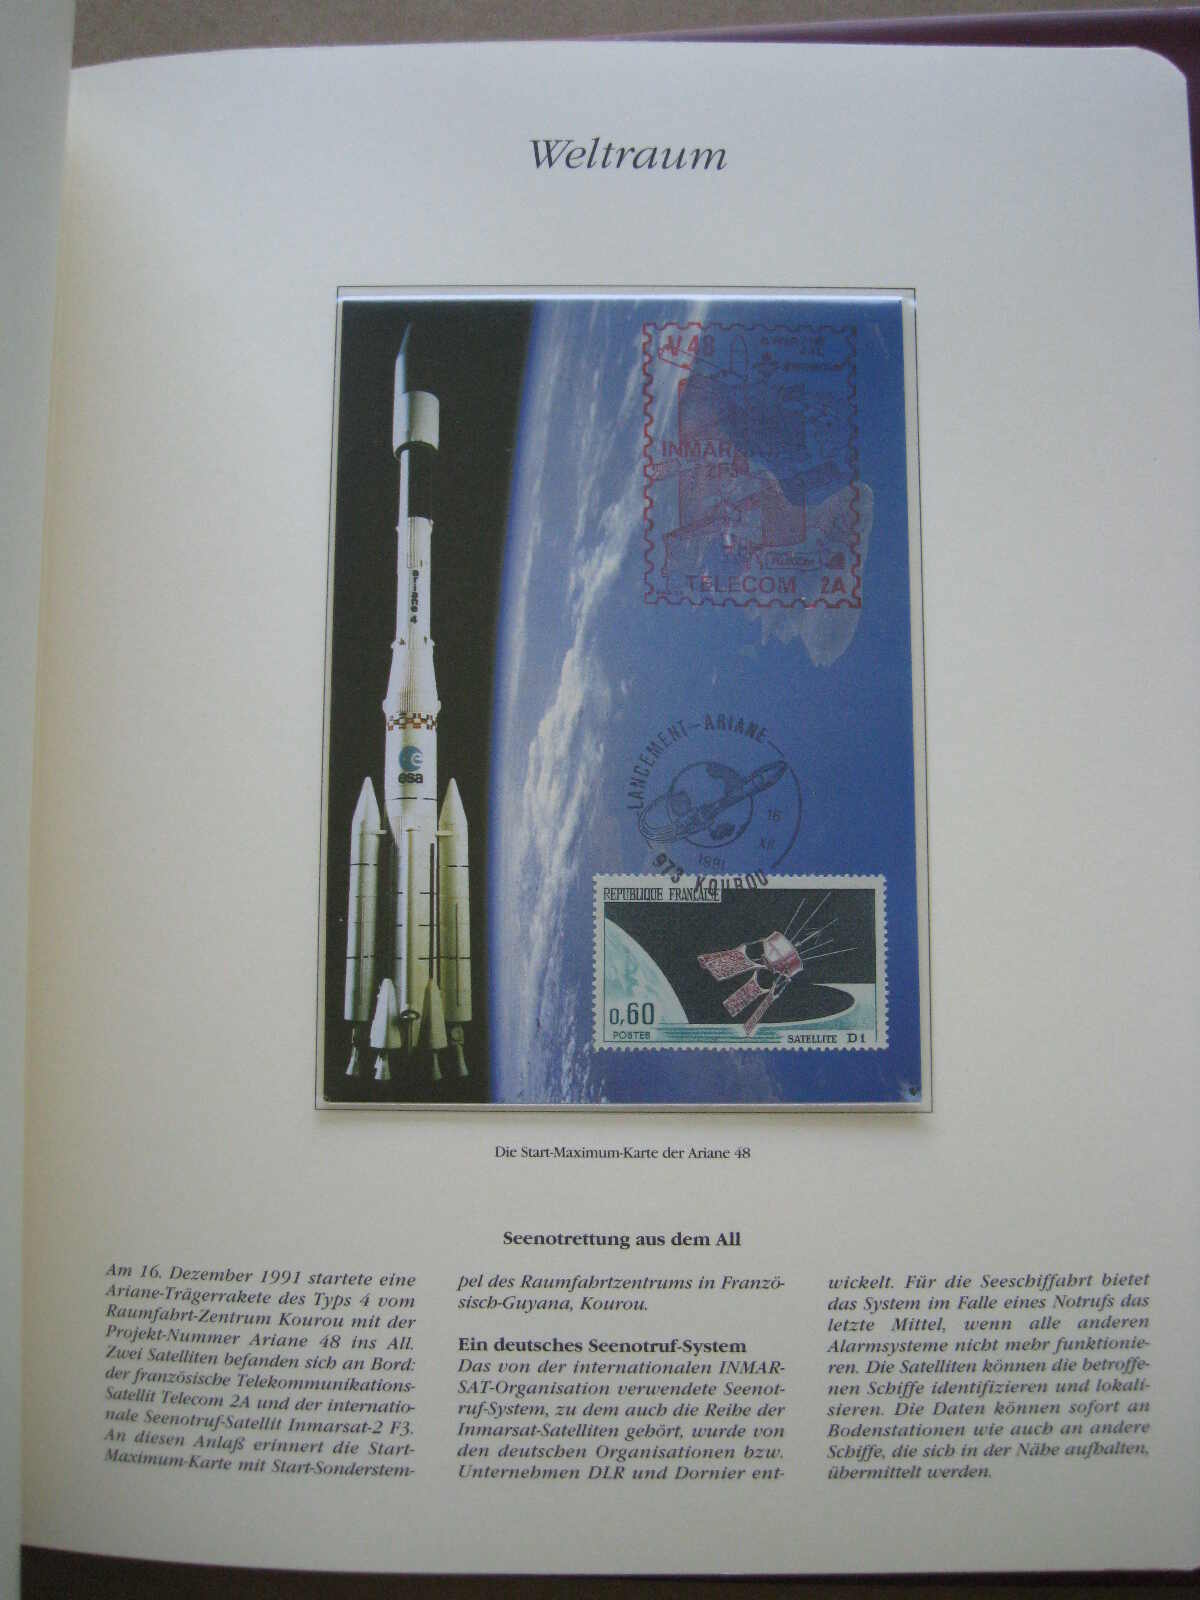 Weltraum
V 48
INMARSAT
2F3
TELECOM 2A
ariane 4
esa
LANCEMENT-ARIANE
16
XII
1991
973 KOUROU
REPUBLIQUE FRANÇAISE
0,60
POSTES
SATELLITE D1
Die Start-Maximum-Karte der Ariane 48
Seenotrettung aus dem All
Am 16. Dezember 1991 startete eine
Ariane-Trägerrakete des Typs 4 vom
Raumfahrt-Zentrum Kourou mit der
Projekt-Nummer Ariane 48 ins All.
Zwei Satelliten befanden sich an Bord:
der französische Telekommunikations-
Satellit Telecom 2A und der internatio-
nale Seenotruf-Satellit Inmarsat-2 F3.
An diesen Anlaß erinnert die Start-
Maximum-Karte mit Start-Sonderstem-
pel des Raumfahrtzentrums in Franzö-
sisch-Guyana, Kourou.
Ein deutsches Seenotruf-System
Das von der internationalen INMAR-
SAT-Organisation verwendete Seenot-
ruf-System, zu dem auch die Reihe der
Inmarsat-Satelliten gehört, wurde von
den deutschen Organisationen bzw.
Unternehmen DLR und Dornier ent-
wickelt. Für die Seeschiffahrt bietet
das System im Falle eines Notrufs das
letzte Mittel, wenn alle anderen
Alarmsysteme nicht mehr funktionie-
ren. Die Satelliten können die betroffe-
nen Schiffe identifizieren und lokali-
sieren. Die Daten können sofort an
Bodenstationen wie auch an andere
Schiffe, die sich in der Nähe aufhalten,
übermittelt werden.